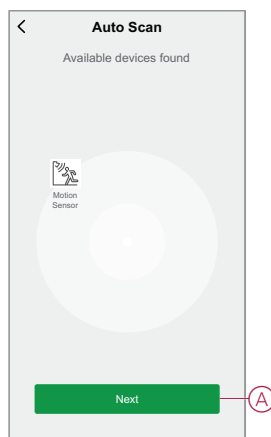 Auto Scan
Available devices found
Motion
Sensor
Next
A